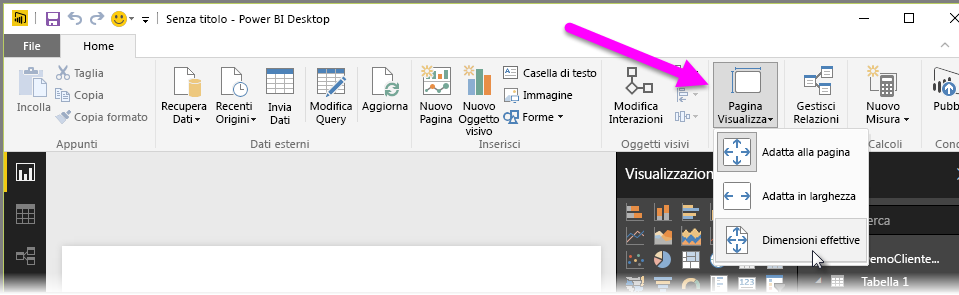 Senza titolo - Power BI Desktop
File
Home
Incolla
Taglia
Copia
Copia formato
Appunti
Recupera
Dati
Recenti
Origini
Invia
Dati
Modifica
Query
Aggiorna
Dati esterni
Nuovo
Pagina
Nuovo
Oggetto
visivo
Casella di testo
Immagine
Forme
Inserisci
Modifica
Interazioni
Oggetti visivi
Pagina
Visualizza
Gestisci
Relazioni
Nuovo
Misura
Calcoli
Pubb
Cond
Adatta alla pagina
Adatta in larghezza
Dimensioni effettive
Visualizzazion
erca
DemoCliente...
Tabella 1
123